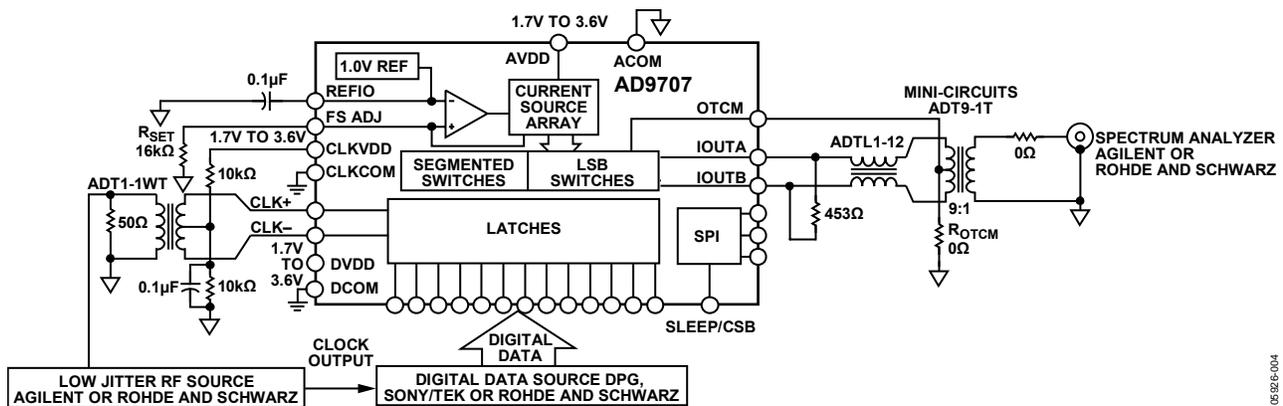 1.7V TO 3.6V
AVDD
ACOM
1.0V REF
AD9707
0.1µF
REFIO
CURRENT
SOURCE
ARRAY
OTCM
MINI-CIRCUITS
ADT9-1T
FS ADJ
RSET
16kΩ
1.7V TO 3.6V
CLKVDD
CLKCOM
10kΩ
SEGMENTED
SWITCHES
LSB
SWITCHES
IOUTA
IOUTB
ADTL1-12
0Ω
SPECTRUM ANALYZER
AGILENT OR
ROHDE AND SCHWARZ
ADT1-1WT
50Ω
CLK+
CLK–
LATCHES
SPI
453Ω
9:1
ROTCM
0Ω
1.7V
TO
3.6V
DVDD
DCOM
0.1µF
10kΩ
SLEEP/CSB
DIGITAL
DATA
CLOCK
OUTPUT
LOW JITTER RF SOURCE
AGILENT OR ROHDE AND SCHWARZ
DIGITAL DATA SOURCE DPG,
SONY/TEK OR ROHDE AND SCHWARZ
05926-004